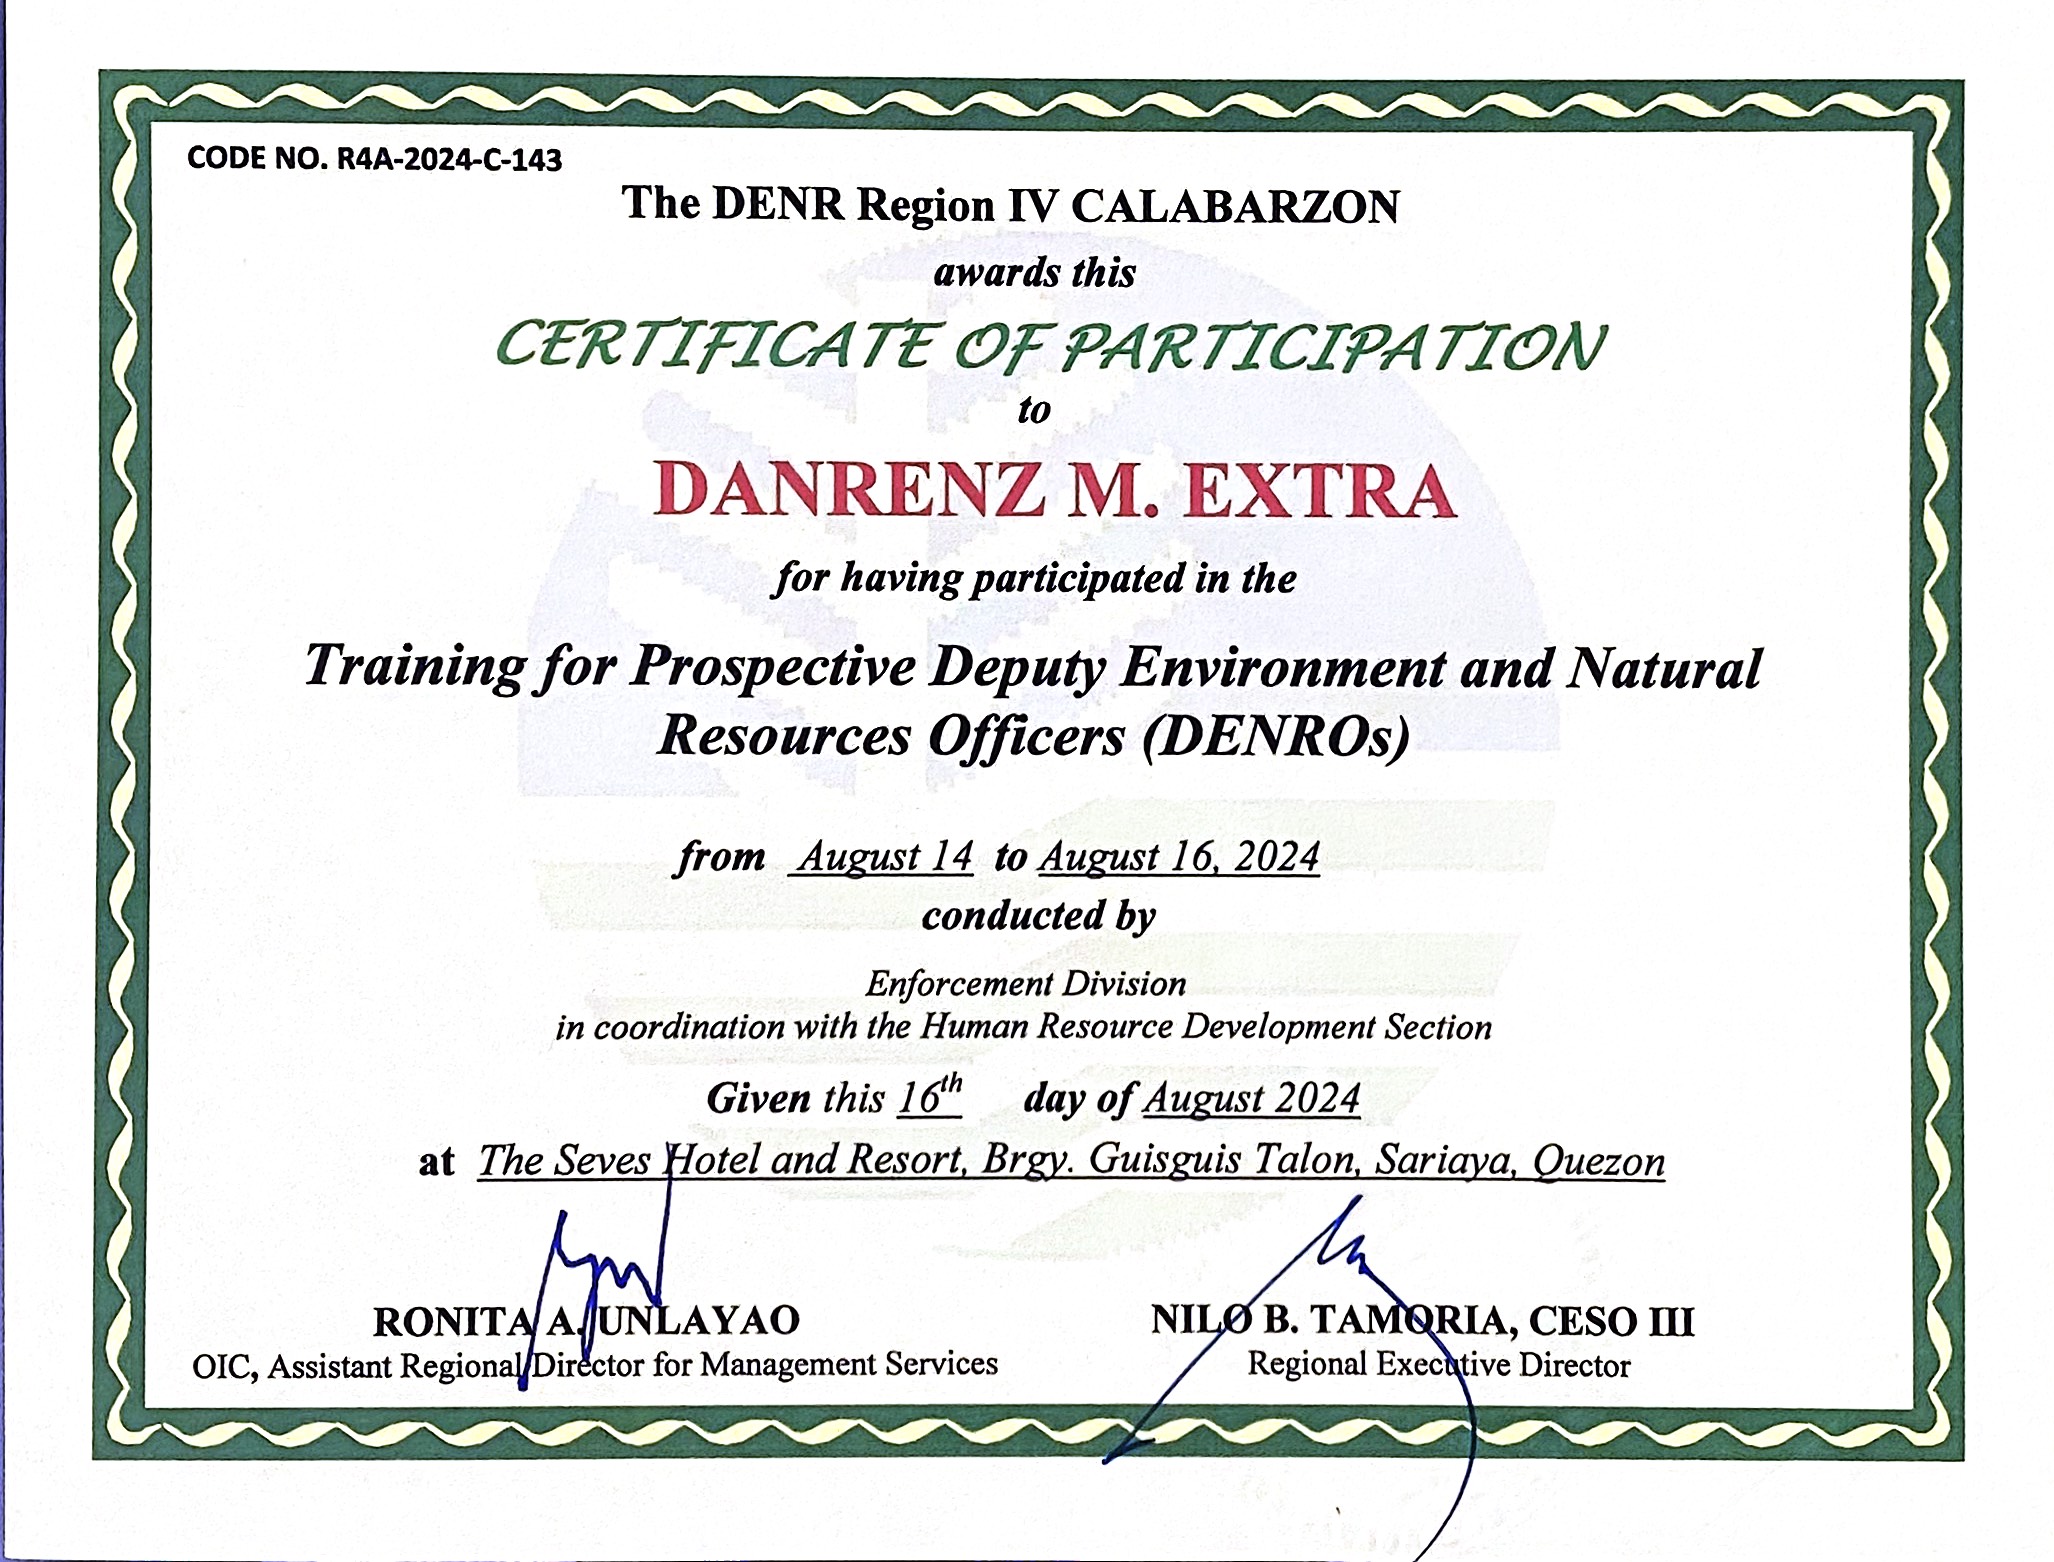 CODE NO. R4A-2024-C-143
The DENR Region IV CALABARZON
awards this
CERTIFICATE OF PARTICIPATION
to
DANRENZ M. EXTRA
for having participated in the
Training for Prospective Deputy Environment and Natural
Resources Officers (DENROs)
from August 14 to August 16, 2024
conducted by
Enforcement Division
in coordination with the Human Resource Development Section
Given this 16th day of August 2024
at The Seves Hotel and Resort, Brgy. Guisguis Talon, Sariaya, Quezon
RONITA A. UNLAYAO
OIC, Assistant Regional Director for Management Services
NILO B. TAMORIA, CESO III
Regional Executive Director